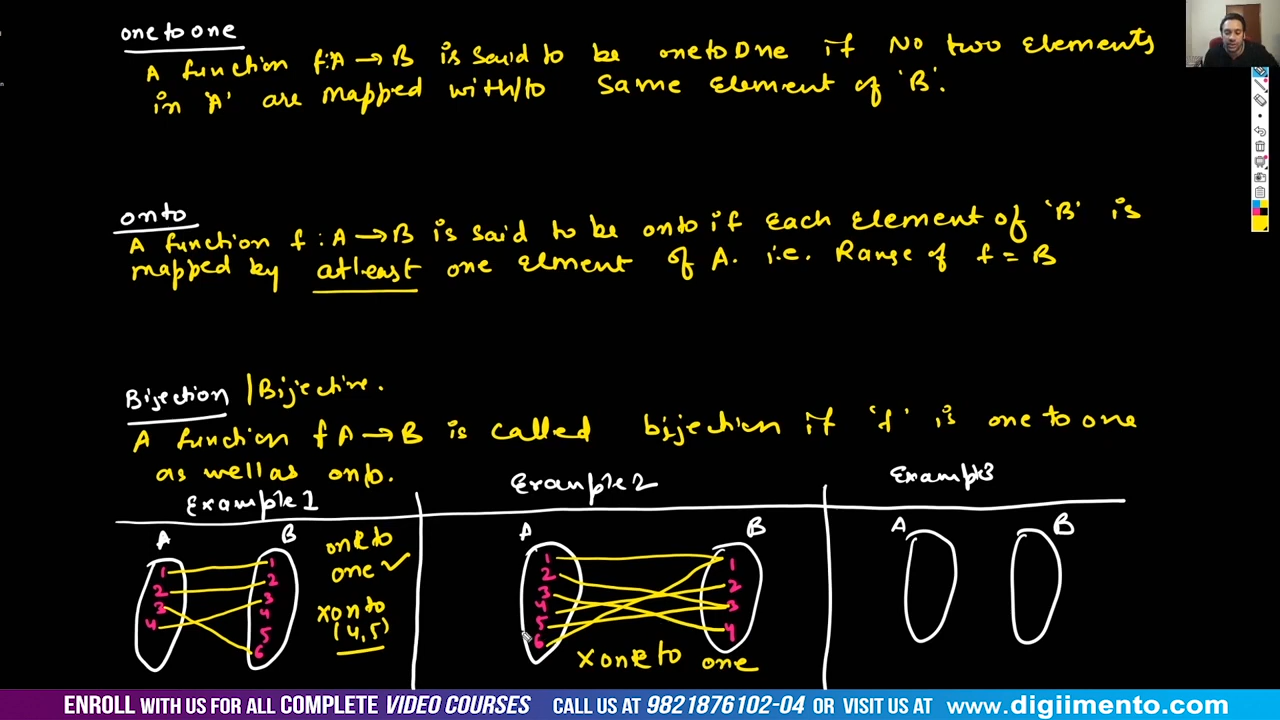 one to one
A function f:A → B is said to be one to One if No two Elements
in 'A' are mapped with/to Same Element of 'B'.
onto
A function f : A → B is said to be onto if Each Element of 'B' is
mapped by atleast one Elment of A. i.e. Range of f = B
Bijection | Bijective.
A function f A → B is called bijection if 'f' is one to one
as well as onto.
Example 1
A B
1 1
2 2
3 3
4 4
5
6
one to
one ✓
x onto
(4,5)
Example 2
A B
1 1
2 2
3 3
4 4
5
6
x one to one
Example 3
A B
ENROLL WITH US FOR ALL COMPLETE VIDEO COURSES CALL US AT 9821876102-04 OR VISIT US AT www.digiimento.com